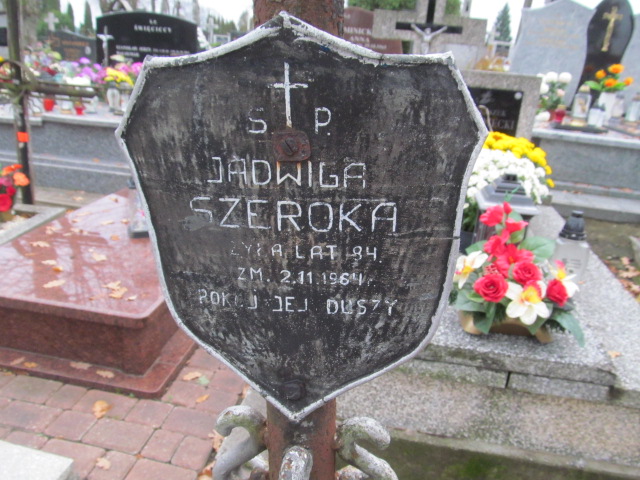 Ś P.
JADWIGA
SZEROKA
ŻYŁA LAT 84.
ZM. 2.11.1964 r.
POKÓJ JEJ DUSZY